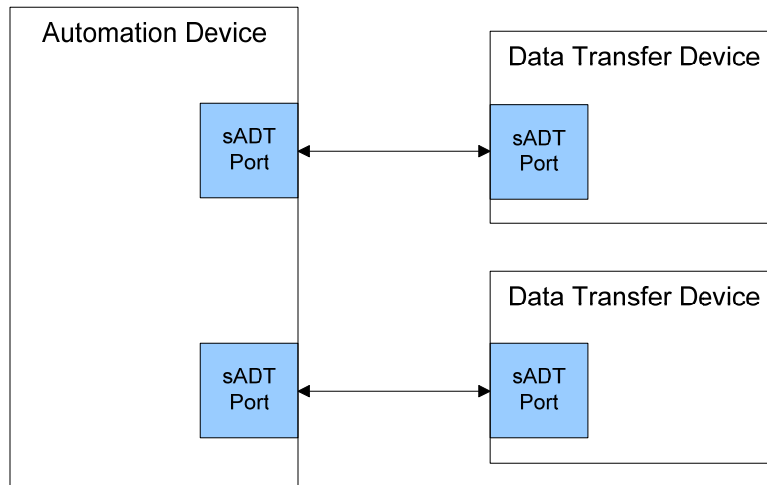 Automation Device
Data Transfer Device
sADT
Port
sADT
Port
Data Transfer Device
sADT
Port
sADT
Port